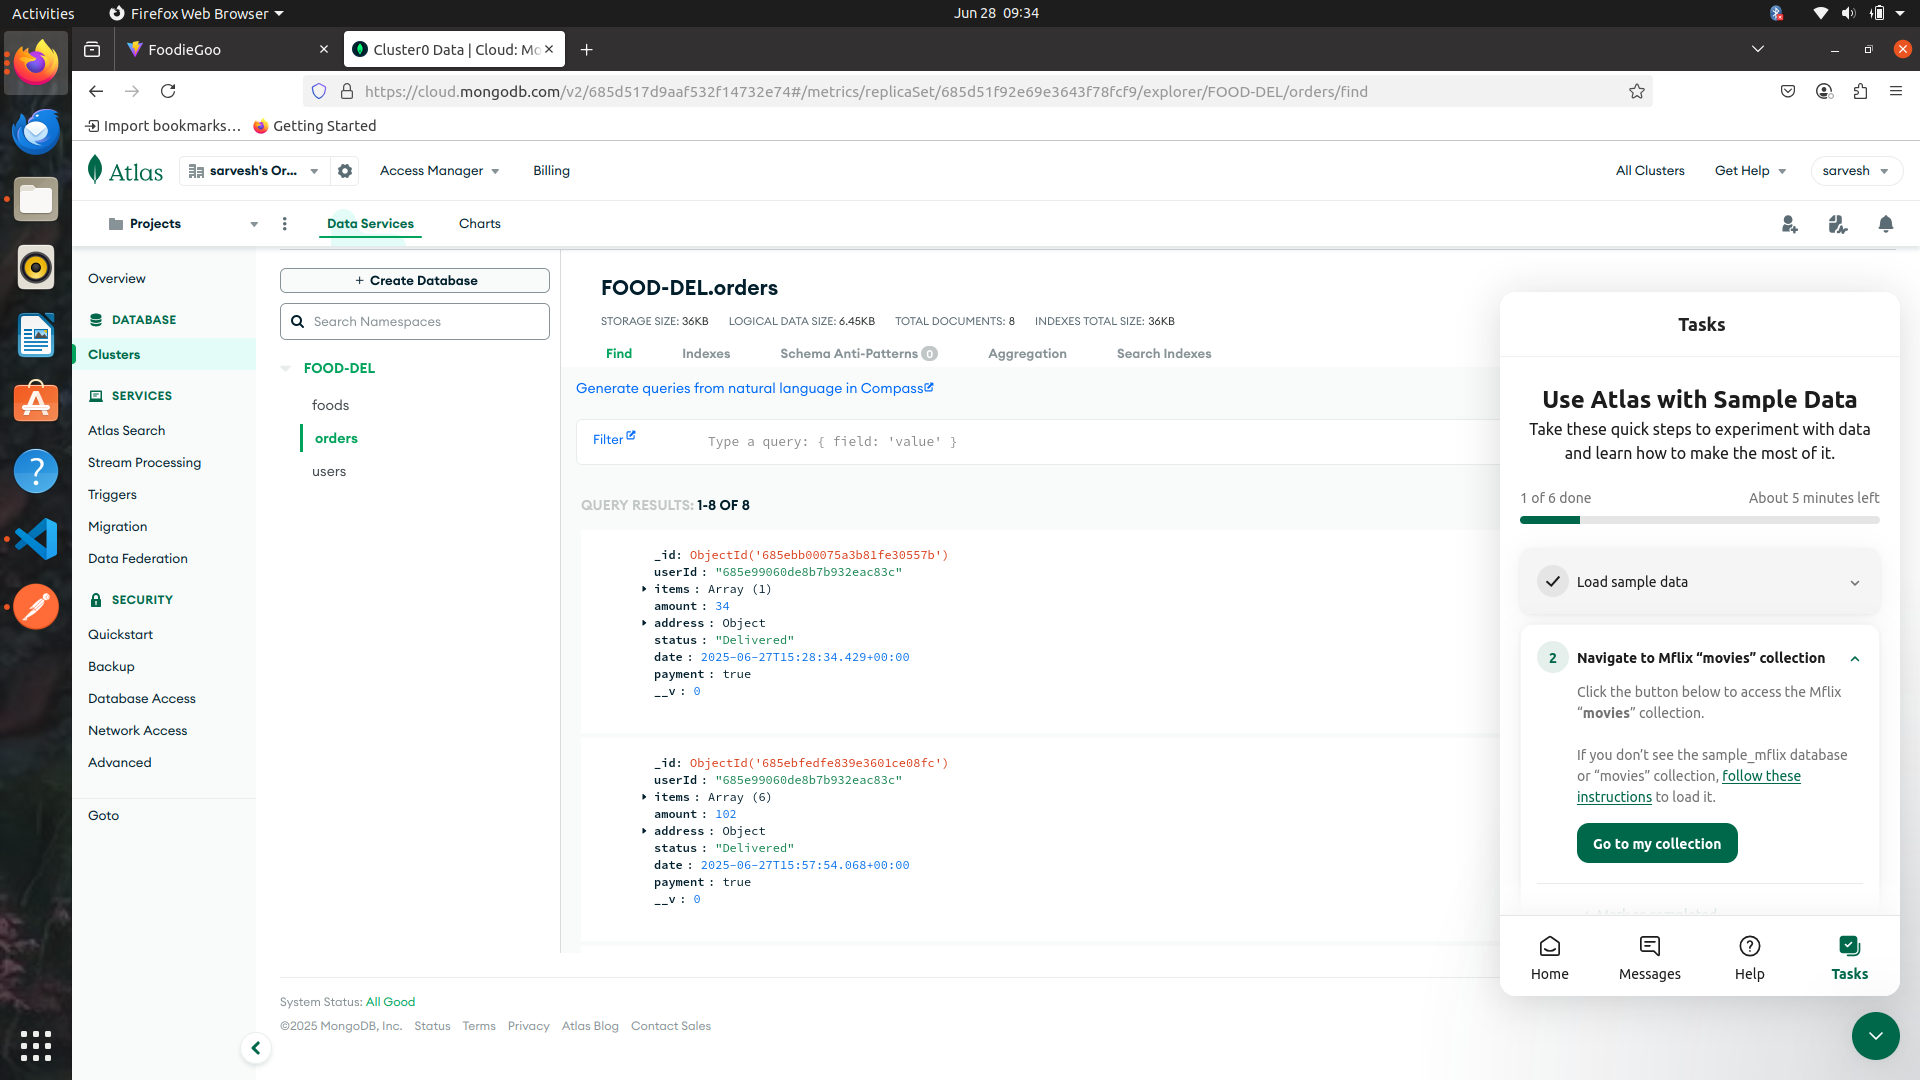 Activities
Firefox Web Browser
Jun 28 09:34
FoodieGoo
Cluster0 Data | Cloud: Mo
https://cloud.mongodb.com/v2/685d517d9aaf532f14732e74#/metrics/replicaSet/685d51f92e69e3643f78fcf9/explorer/FOOD-DEL/orders/find
Import bookmarks…
Getting Started
Atlas
sarvesh's Or...
Access Manager
Billing
All Clusters
Get Help
sarvesh
Projects
Data Services
Charts
Overview
DATABASE
Clusters
SERVICES
Atlas Search
Stream Processing
Triggers
Migration
Data Federation
SECURITY
Quickstart
Backup
Database Access
Network Access
Advanced
Goto
+ Create Database
Search Namespaces
FOOD-DEL
foods
orders
users
FOOD-DEL.orders
STORAGE SIZE: 36KB LOGICAL DATA SIZE: 6.45KB TOTAL DOCUMENTS: 8 INDEXES TOTAL SIZE: 36KB
Find Indexes Schema Anti-Patterns 0 Aggregation Search Indexes
Generate queries from natural language in Compass
Filter
Type a query: { field: 'value' }
QUERY RESULTS: 1-8 OF 8
_id: ObjectId('685ebb00075a3b81fe30557b')
userId : "685e99060de8b7b932eac83c"
items : Array (1)
amount : 34
address : Object
status : "Delivered"
date : 2025-06-27T15:28:34.429+00:00
payment : true
__v : 0
_id: ObjectId('685ebfedfe839e3601ce08fc')
userId : "685e99060de8b7b932eac83c"
items : Array (6)
amount : 102
address : Object
status : "Delivered"
date : 2025-06-27T15:57:54.068+00:00
payment : true
__v : 0
System Status: All Good
©2025 MongoDB, Inc. Status Terms Privacy Atlas Blog Contact Sales
Tasks
Use Atlas with Sample Data
Take these quick steps to experiment with data
and learn how to make the most of it.
1 of 6 done
About 5 minutes left
Load sample data
2 Navigate to Mflix “movies” collection
Click the button below to access the Mflix
“movies” collection.
If you don’t see the sample_mflix database
or “movies” collection, follow these
instructions to load it.
Go to my collection
Mark as completed
Home
Messages
Help
Tasks